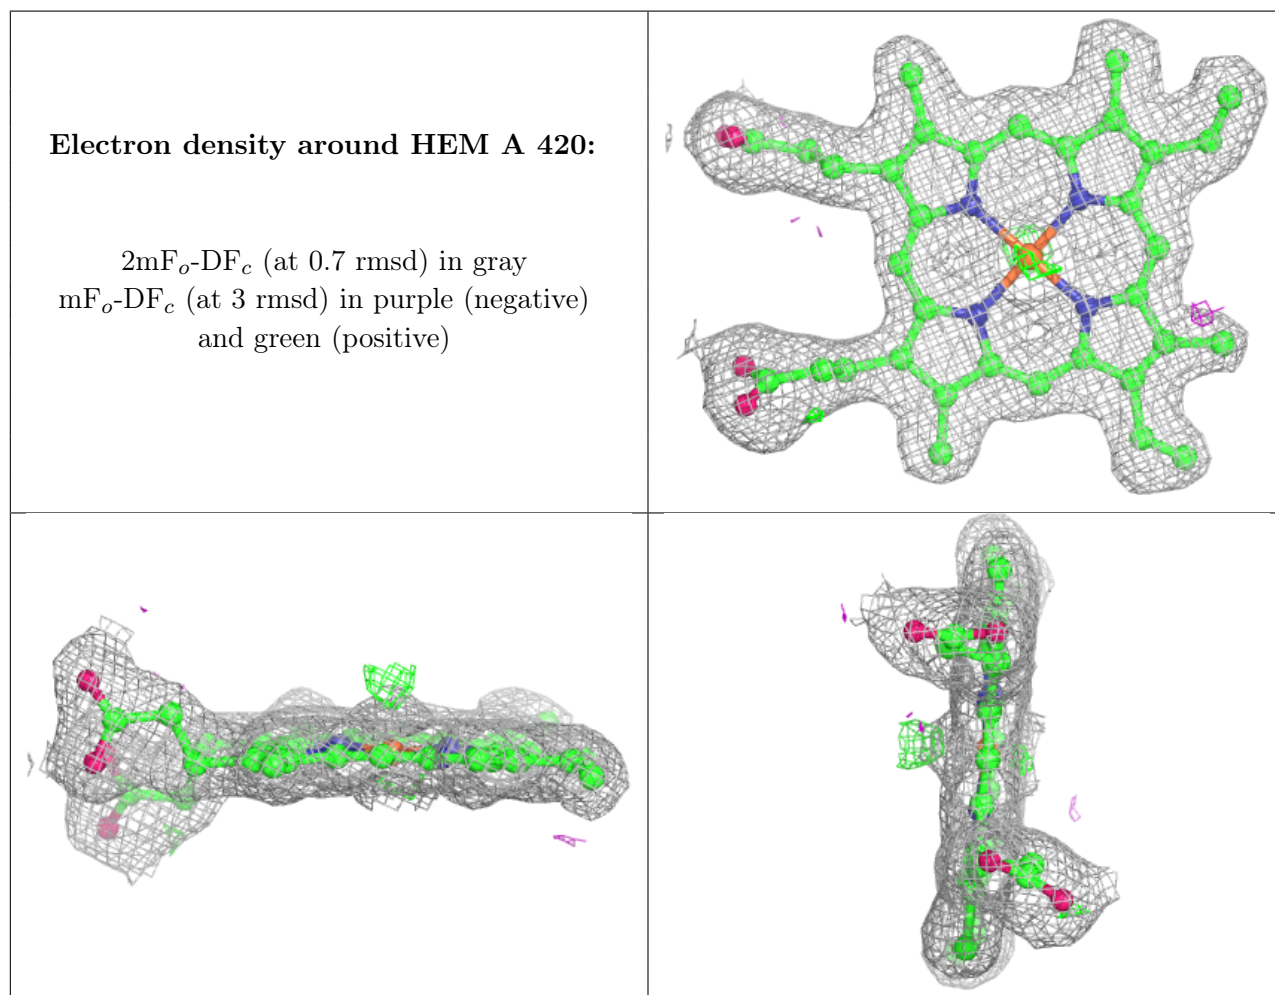 Electron density around HEM A 420:
2mFo-DFc (at 0.7 rmsd) in gray
mFo-DFc (at 3 rmsd) in purple (negative)
and green (positive)